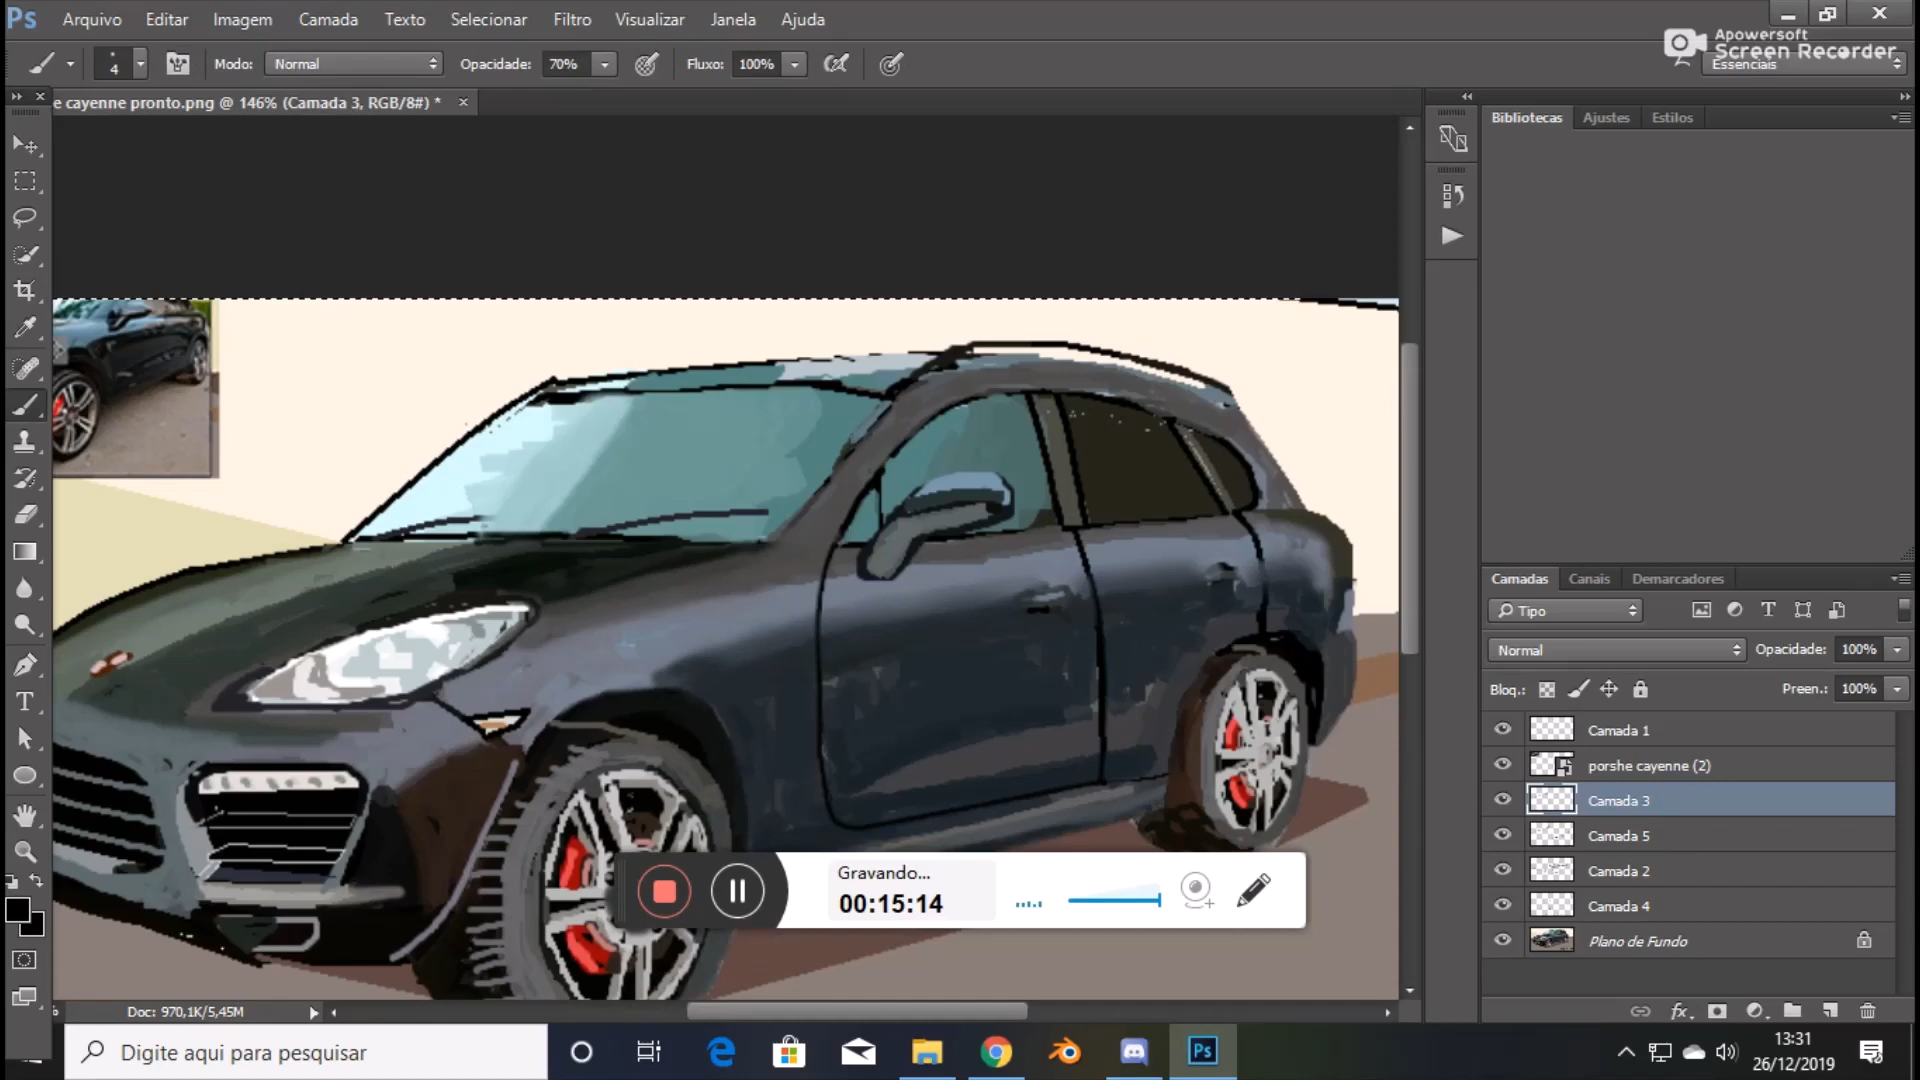 Ps Arquivo Editar Imagem Camada Texto Selecionar Filtro Visualizar Janela Ajuda
Apowersoft
Screen Recorder
4 Modo: Normal Opacidade: 70% Fluxo: 100% Essenciais
e cayenne pronto.png @ 146% (Camada 3, RGB/8#) *
Bibliotecas Ajustes Estilos
Camadas Canais Demarcadores
Tipo
Normal Opacidade: 100%
Bloq.: Preen.: 100%
Camada 1
porshe cayenne (2)
Camada 3
Camada 5
Camada 2
Camada 4
Plano de Fundo
Gravando...
00:15:14
Doc: 970,1K/5,45M
Digite aqui para pesquisar
Ps
13:31
26/12/2019